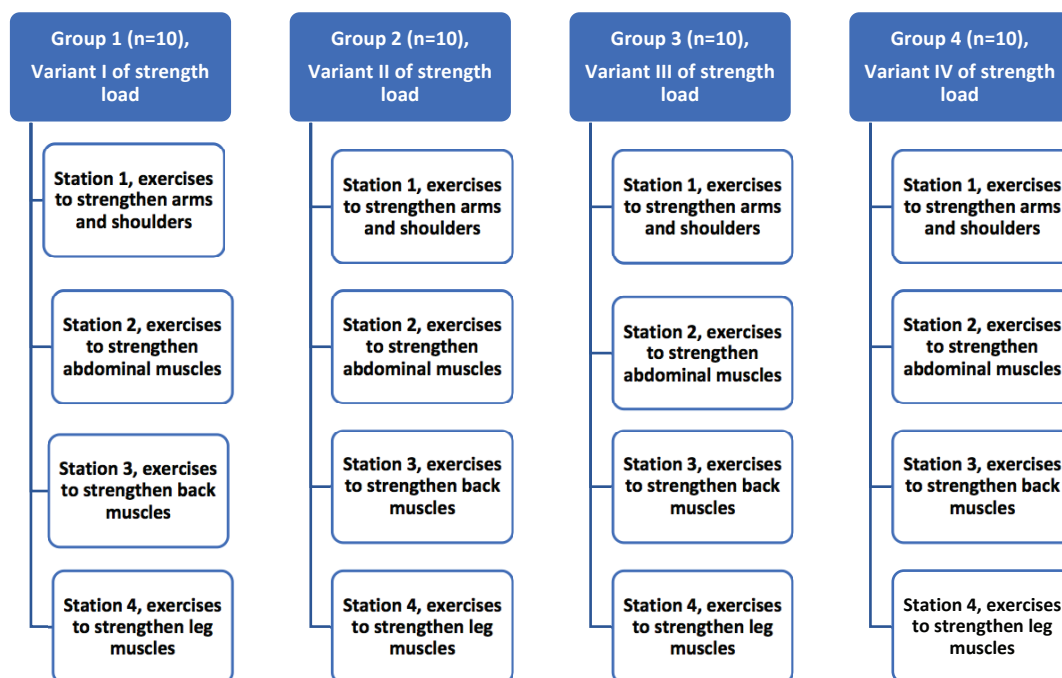 Group 1 (n=10),
Variant I of strength
load
Station 1, exercises
to strengthen arms
and shoulders
Station 2, exercises
to strengthen
abdominal muscles
Station 3, exercises
to strengthen back
muscles
Station 4, exercises
to strengthen leg
muscles
Group 2 (n=10),
Variant II of strength
load
Station 1, exercises
to strengthen arms
and shoulders
Station 2, exercises
to strengthen
abdominal muscles
Station 3, exercises
to strengthen back
muscles
Station 4, exercises
to strengthen leg
muscles
Group 3 (n=10),
Variant III of strength
load
Station 1, exercises
to strengthen arms
and shoulders
Station 2, exercises
to strengthen
abdominal muscles
Station 3, exercises
to strengthen back
muscles
Station 4, exercises
to strengthen leg
muscles
Group 4 (n=10),
Variant IV of strength
load
Station 1, exercises
to strengthen arms
and shoulders
Station 2, exercises
to strengthen
abdominal muscles
Station 3, exercises
to strengthen back
muscles
Station 4, exercises
to strengthen leg
muscles